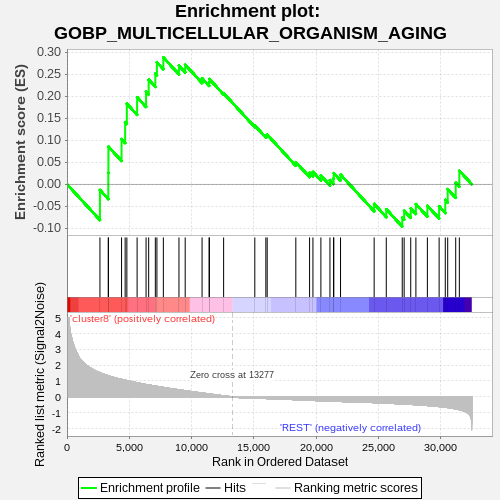 Enrichment plot:
GOBP_MULTICELLULAR_ORGANISM_AGING
Enrichment score (ES)
0.30
0.25
0.20
0.15
0.10
0.05
0.00
-0.05
-0.10
Ranked list metric (Signal2Noise)
5
4
3
2
1
0
-1
-2
'cluster8' (positively correlated)
Zero cross at 13277
'REST' (negatively correlated)
0 5,000 10,000 15,000 20,000 25,000 30,000
Rank in Ordered Dataset
Enrichment profile Hits Ranking metric scores